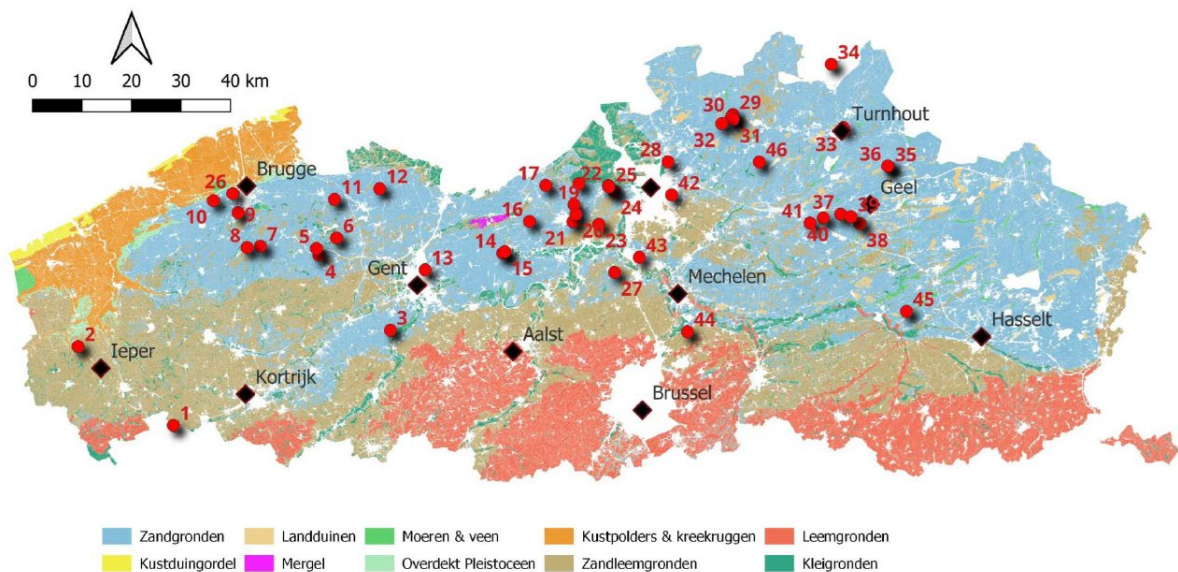 0 10 20 30 40 km
34
30 29
Turnhout
32 31
33
28 46 36 35
Brugge
26 11 12 17 22 25 42 Geel
10 9 16 19 24 41 37 39
8 7 5 6 21 20 23 40 38
4 14 15 43
Gent 13 27 Mechelen
3 44 45
2 Aalst Hasselt
Ieper
Kortrijk Brussel
1
Zandgronden Landduinen Moeren & veen Kustpolders & kreekruggen Leemgronden
Kustduingordel Mergel Overdekt Pleistoceen Zandleemgronden Kleigronden